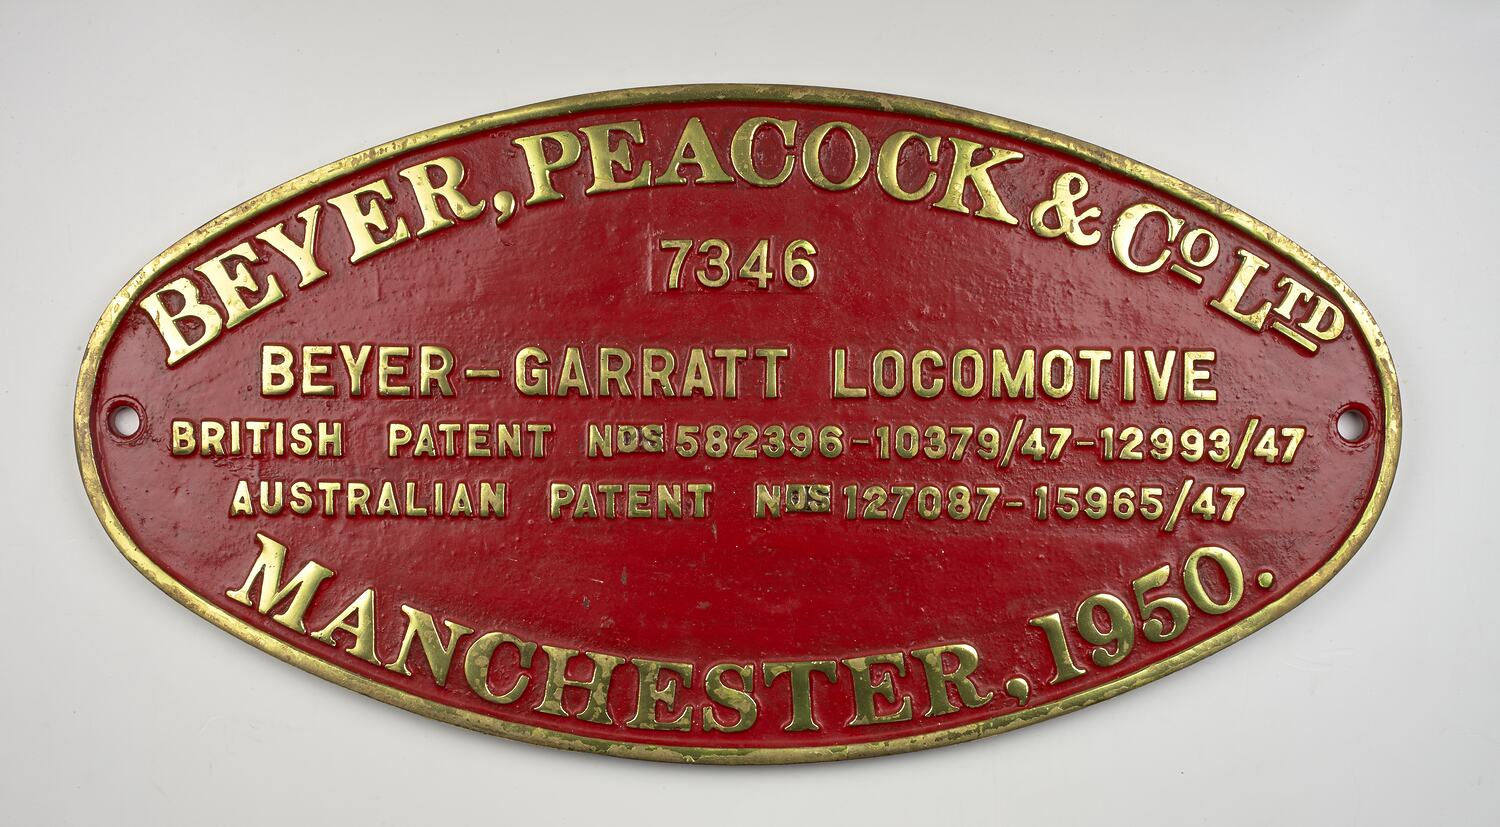 BEYER, PEACOCK & Co LTD
7346
BEYER-GARRATT LOCOMOTIVE
BRITISH PATENT NOS 582396-10379/47-12993/47
AUSTRALIAN PATENT NOS 127087-15965/47
MANCHESTER, 1950.